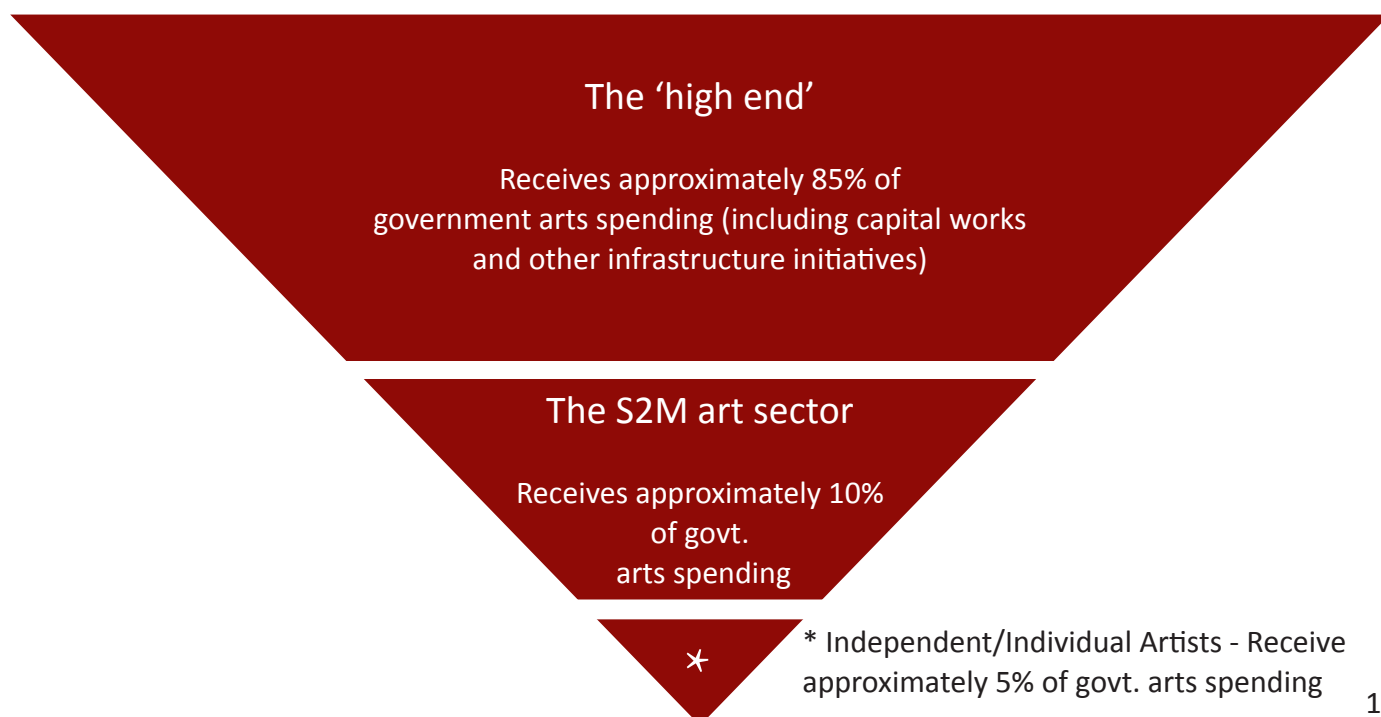 The ‘high end’
Receives approximately 85% of
government arts spending (including capital works
and other infrastructure initiatives)
The S2M art sector
Receives approximately 10%
of govt.
arts spending
*
* Independent/Individual Artists - Receive
approximately 5% of govt. arts spending
1